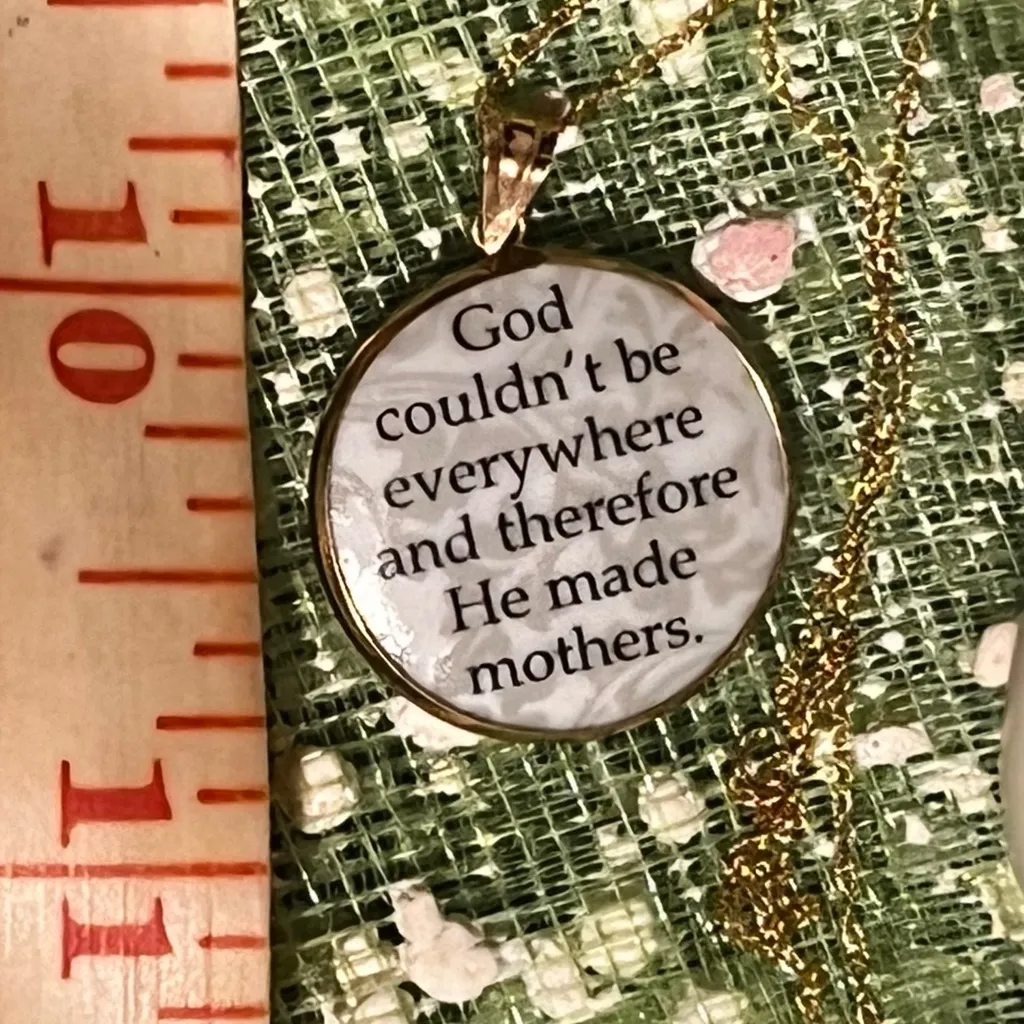 10
God
couldn't be
everywhere
and therefore
He made
mothers.
11